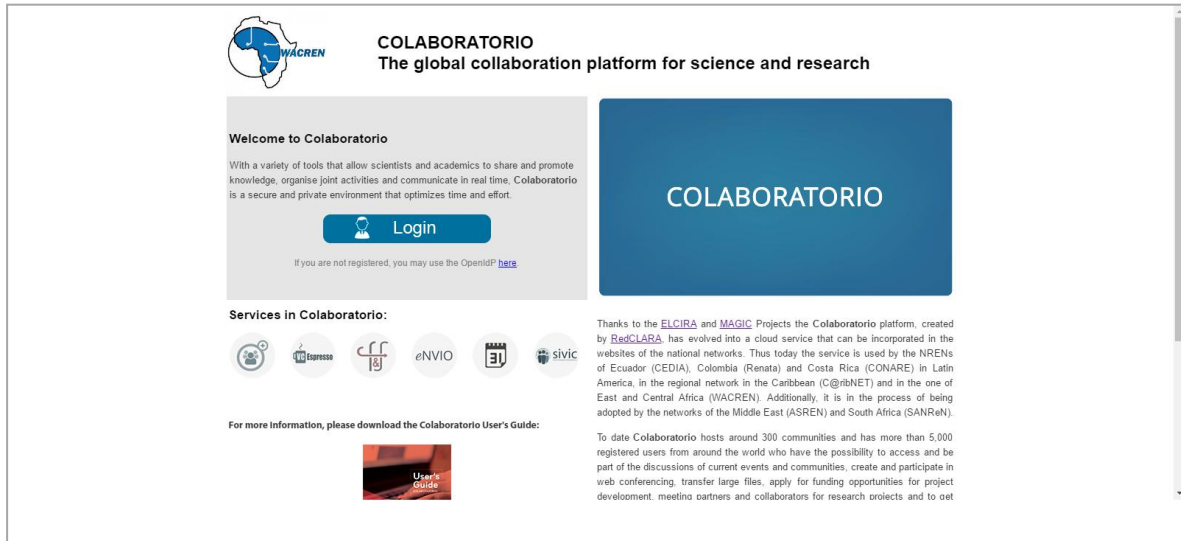 WACREN
COLABORATORIO
The global collaboration platform for science and research
Welcome to Colaboratorio
With a variety of tools that allow scientists and academics to share and promote
knowledge, organise joint activities and communicate in real time, Colaboratorio
is a secure and private environment that optimizes time and effort.
Login
If you are not registered, you may use the OpenIdP here.
Services in Colaboratorio:
VC Espresso
cff
l&J
eNVIO
31
sivic
For more information, please download the Colaboratorio User's Guide:
User's
Guide
COLABORATORIO
Thanks to the ELCIRA and MAGIC Projects the Colaboratorio platform, created
by RedCLARA, has evolved into a cloud service that can be incorporated in the
websites of the national networks. Thus today the service is used by the NRENs
of Ecuador (CEDIA), Colombia (Renata) and Costa Rica (CONARE) in Latin
America, in the regional network in the Caribbean (C@ribNET) and in the one of
East and Central Africa (WACREN). Additionally, it is in the process of being
adopted by the networks of the Middle East (ASREN) and South Africa (SANReN).
To date Colaboratorio hosts around 300 communities and has more than 5,000
registered users from around the world who have the possibility to access and be
part of the discussions of current events and communities, create and participate in
web conferencing, transfer large files, apply for funding opportunities for project
development, meeting partners and collaborators for research projects and to get